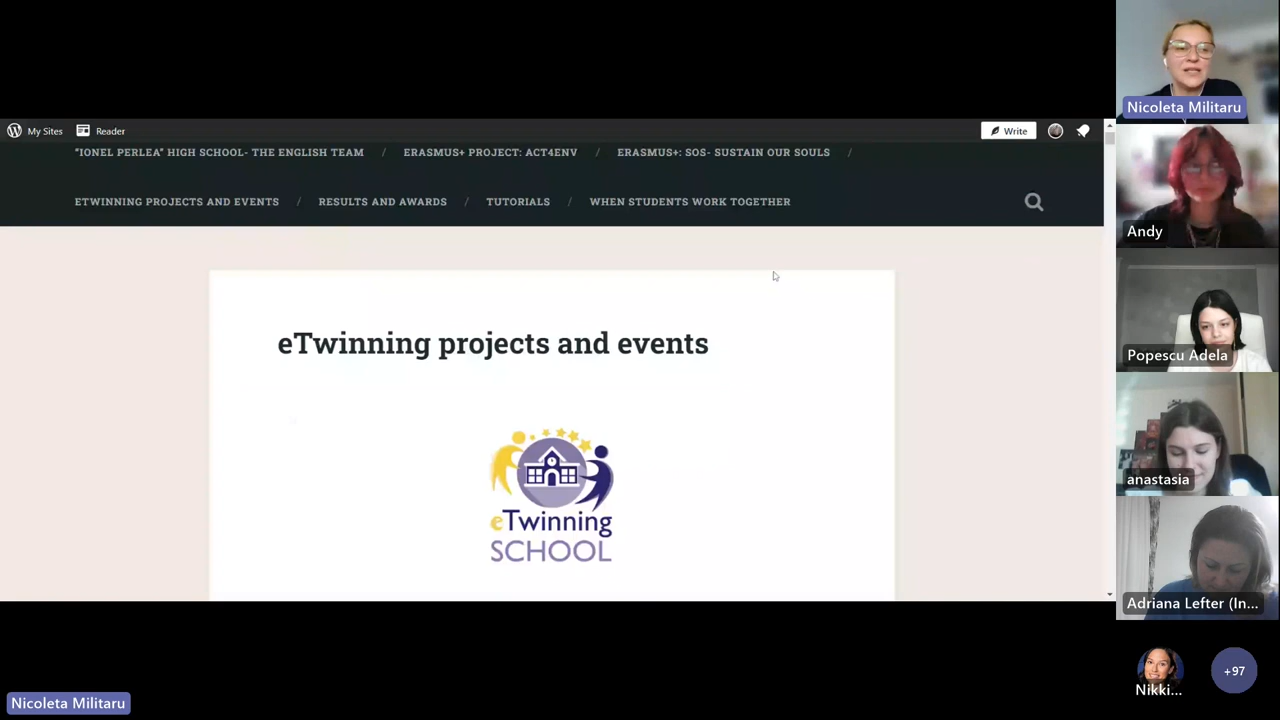 My Sites Reader Write
"IONEL PERLEA" HIGH SCHOOL- THE ENGLISH TEAM / ERASMUS+ PROJECT: ACT4ENV / ERASMUS+: SOS- SUSTAIN OUR SOULS /
ETWINNING PROJECTS AND EVENTS / RESULTS AND AWARDS / TUTORIALS / WHEN STUDENTS WORK TOGETHER
eTwinning projects and events
eTwinning
SCHOOL
Nicoleta Militaru
Andy
Popescu Adela
anastasia
Adriana Lefter (In...
Nikki...
+97
Nicoleta Militaru